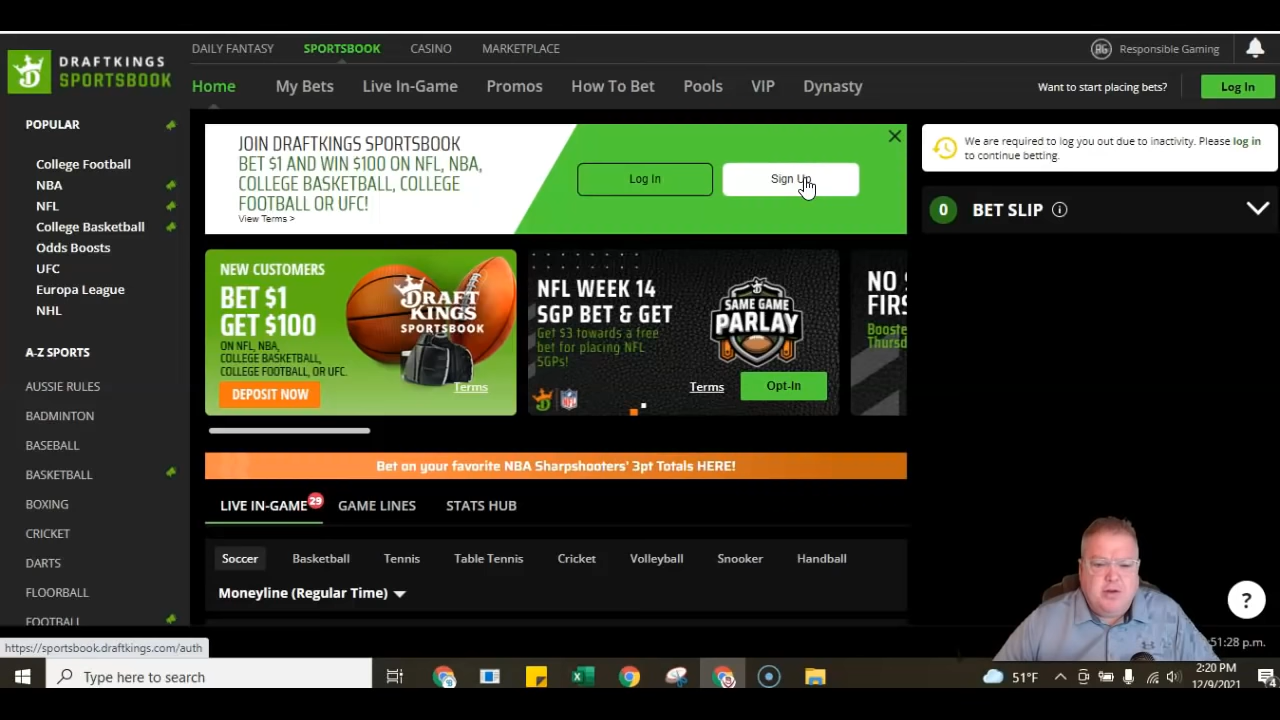 DAILY FANTASY SPORTSBOOK CASINO MARKETPLACE Responsible Gaming
DRAFTKINGS
SPORTSBOOK
Home My Bets Live In-Game Promos How To Bet Pools VIP Dynasty Want to start placing bets? Log In
POPULAR
College Football
NBA
NFL
College Basketball
Odds Boosts
UFC
Europa League
NHL
A-Z SPORTS
AUSSIE RULES
BADMINTON
BASEBALL
BASKETBALL
BOXING
CRICKET
DARTS
FLOORBALL
FOOTBALL
JOIN DRAFTKINGS SPORTSBOOK
BET $1 AND WIN $100 ON NFL, NBA,
COLLEGE BASKETBALL, COLLEGE
FOOTBALL OR UFC!
View Terms >
Log In
Sign Up
We are required to log you out due to inactivity. Please log in
to continue betting.
0 BET SLIP
NEW CUSTOMERS
BET $1
GET $100
ON NFL, NBA,
COLLEGE BASKETBALL,
COLLEGE FOOTBALL, OR UFC.
DEPOSIT NOW
DRAFT
KINGS
SPORTSBOOK
Terms
NFL WEEK 14
SGP BET & GET
Get $3 towards a free
bet for placing NFL
SGPs!
SAME GAME
PARLAY
Terms
Opt-In
NO S
FIRS
Booste
Thursd
Bet on your favorite NBA Sharpshooters' 3pt Totals HERE!
LIVE IN-GAME 29 GAME LINES STATS HUB
Soccer Basketball Tennis Table Tennis Cricket Volleyball Snooker Handball
Moneyline (Regular Time)
?
:51:28 p.m.
https://sportsbook.draftkings.com/auth
Type here to search
51°F
2:20 PM
12/9/2021
4